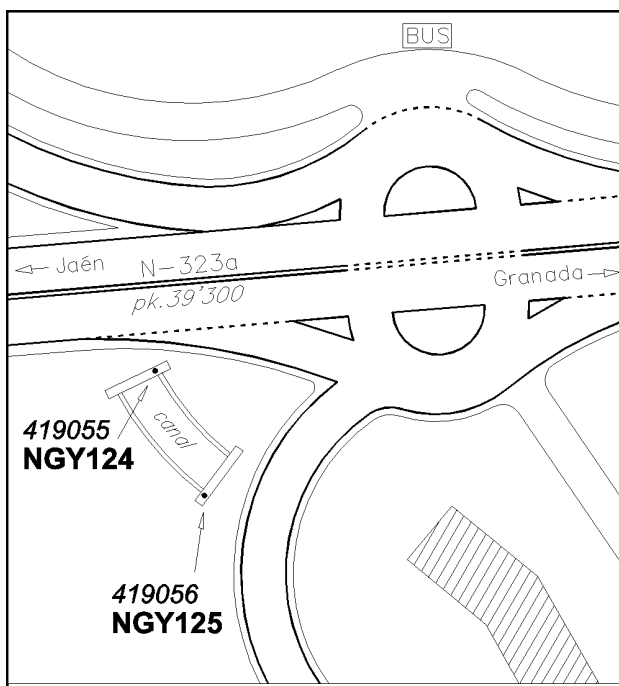 BUS
← Jaén
N-323a
Granada →
pk.39'300
canal
419055
NGY124
419056
NGY125